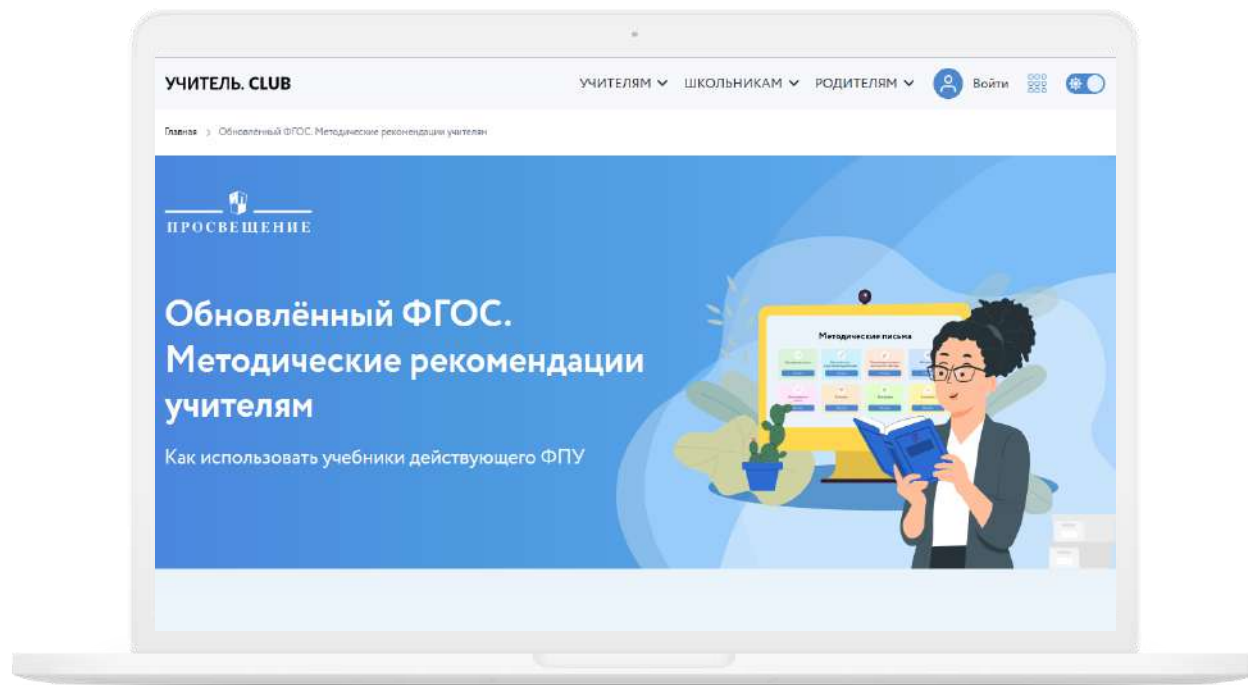 УЧИТЕЛЬ. CLUB
УЧИТЕЛЯМ ШКОЛЬНИКАМ РОДИТЕЛЯМ Войти
Главная > Обновлённый ФГОС. Методические рекомендации учителям
ПРОСВЕЩЕНИЕ
Обновлённый ФГОС.
Методические рекомендации
учителям
Как использовать учебники действующего ФПУ
Методические письма